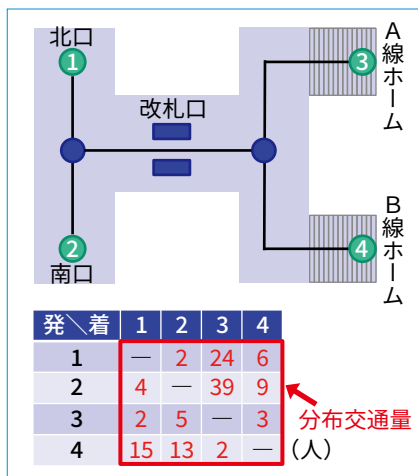 北口
1
改札口
3
A線ホーム
2
南口
4
B線ホーム
発＼着 1 2 3 4
1 — 2 24 6
2 4 — 39 9
3 2 5 — 3
4 15 13 2 —
分布交通量
（人）